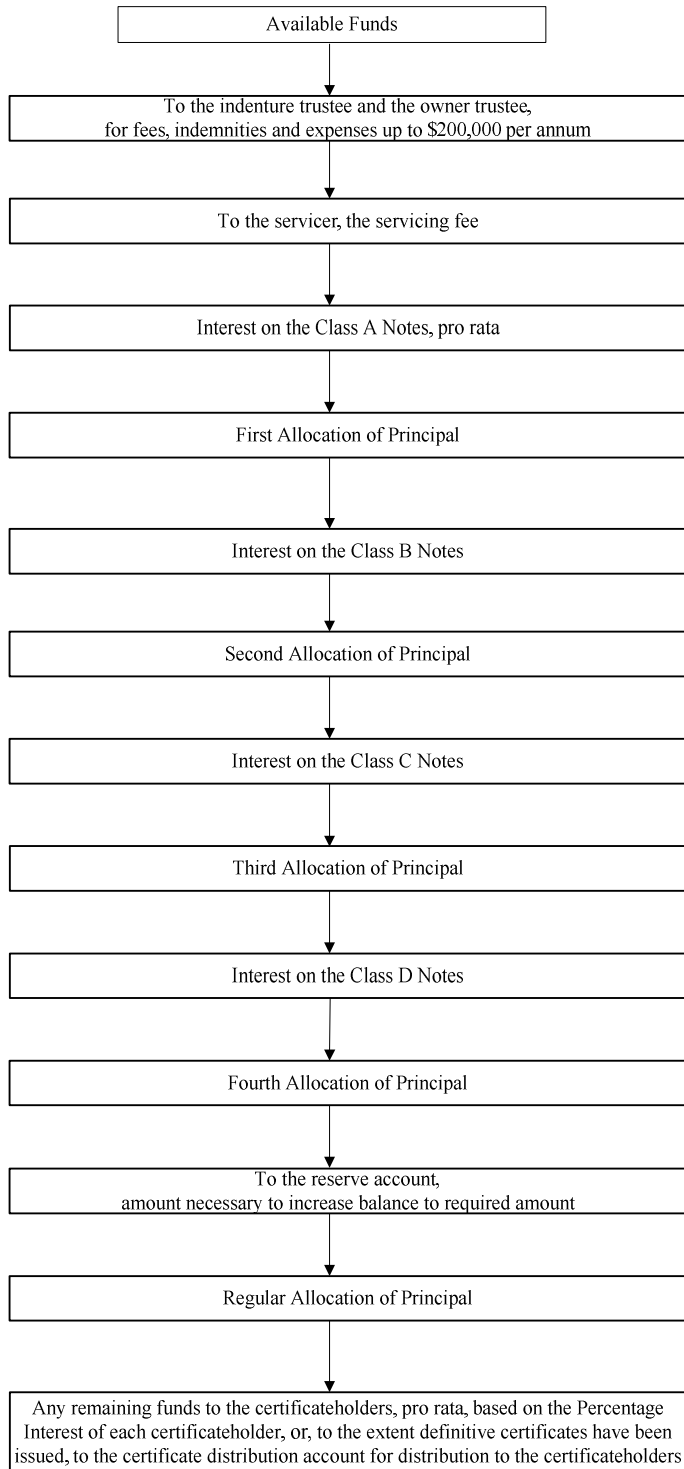 Available Funds
To the indenture trustee and the owner trustee,
for fees, indemnities and expenses up to $200,000 per annum
To the servicer, the servicing fee
Interest on the Class A Notes, pro rata
First Allocation of Principal
Interest on the Class B Notes
Second Allocation of Principal
Interest on the Class C Notes
Third Allocation of Principal
Interest on the Class D Notes
Fourth Allocation of Principal
To the reserve account,
amount necessary to increase balance to required amount
Regular Allocation of Principal
Any remaining funds to the certificateholders, pro rata, based on the Percentage
Interest of each certificateholder, or, to the extent definitive certificates have been
issued, to the certificate distribution account for distribution to the certificateholders